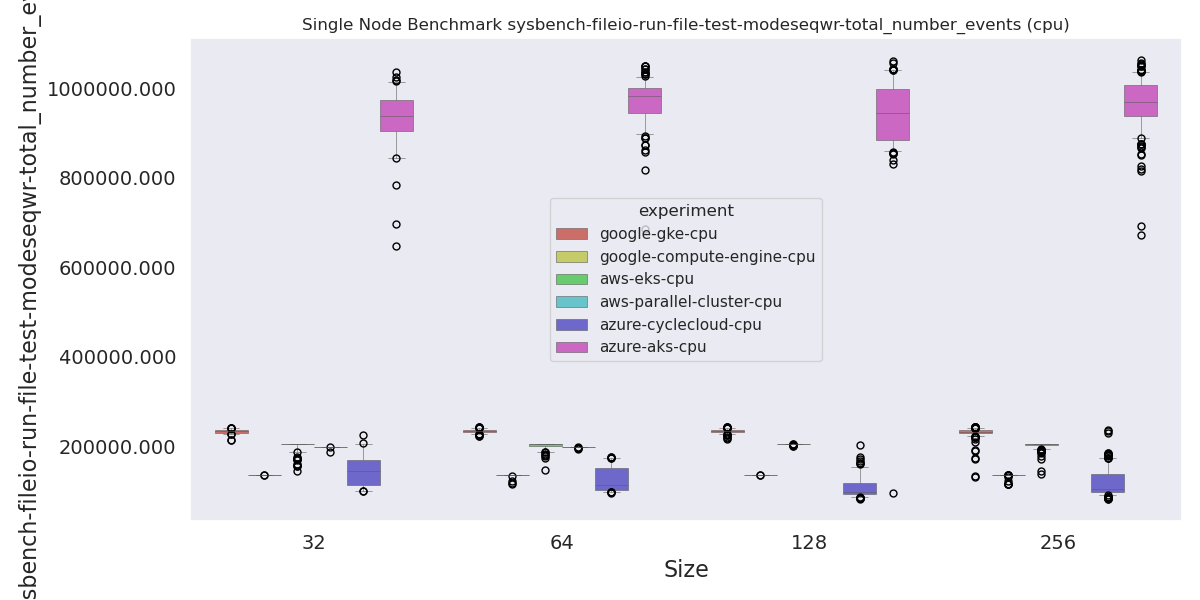 Single Node Benchmark sysbench-fileio-run-file-test-modeseqwr-total_number_events (cpu)
sbench-fileio-run-file-test-modeseqwr-total_number_e
1000000.000
800000.000
600000.000
400000.000
200000.000
experiment
google-gke-cpu
google-compute-engine-cpu
aws-eks-cpu
aws-parallel-cluster-cpu
azure-cyclecloud-cpu
azure-aks-cpu
32 64 128 256
Size